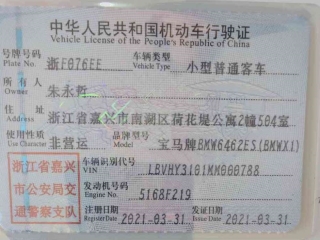 中华人民共和国机动车行驶证
Vehicle License of the People's Republic of China
号牌号码 浙F076EE 车辆类型 小型普通客车
Plate No. Vehicle Type
所有人 朱永哲
Owner
住址 浙江省嘉兴市南湖区荷花堤公寓2幢504室
Address
使用性质 非营运 品牌型号 宝马牌BMW6462ES(BMWX1)
Use Character Model
浙江省嘉兴市公安局交通警察支队
车辆识别代号 LBVHY3101MM000788
VIN
发动机号码 5168F219
Engine No.
注册日期 2021-03-31 发证日期 2021-03-31
Register Date Issue Date